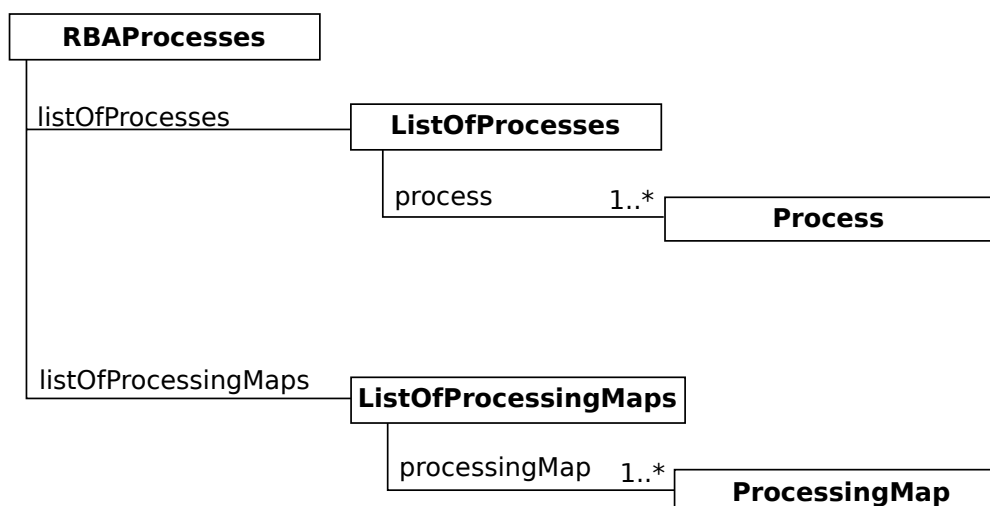 RBAProcesses
listOfProcesses
ListOfProcesses
process
1..*
Process
listOfProcessingMaps
ListOfProcessingMaps
processingMap
1..*
ProcessingMap